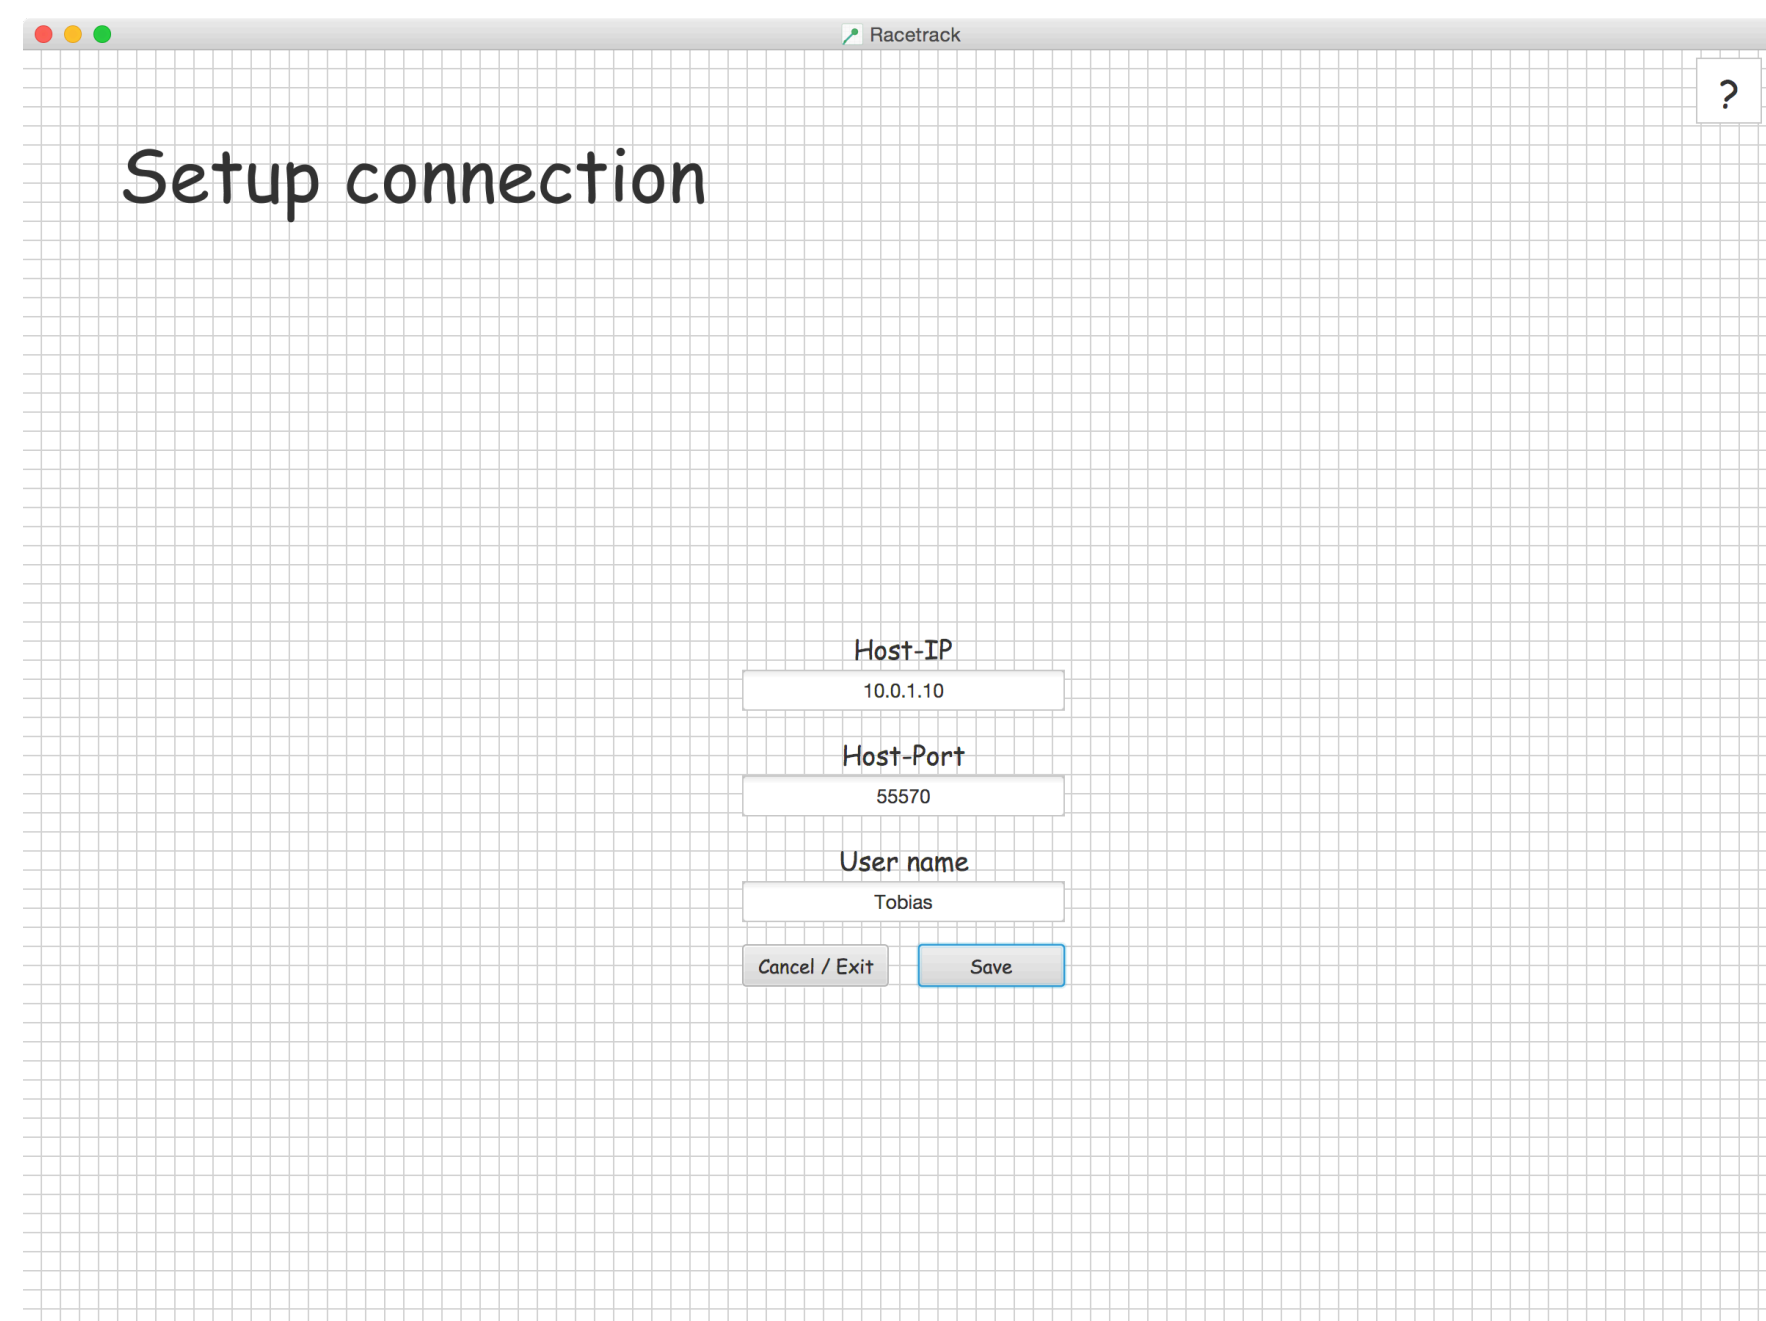 Racetrack
?
Setup connection
Host-IP
10.0.1.10
Host-Port
55570
User name
Tobias
Cancel / Exit
Save